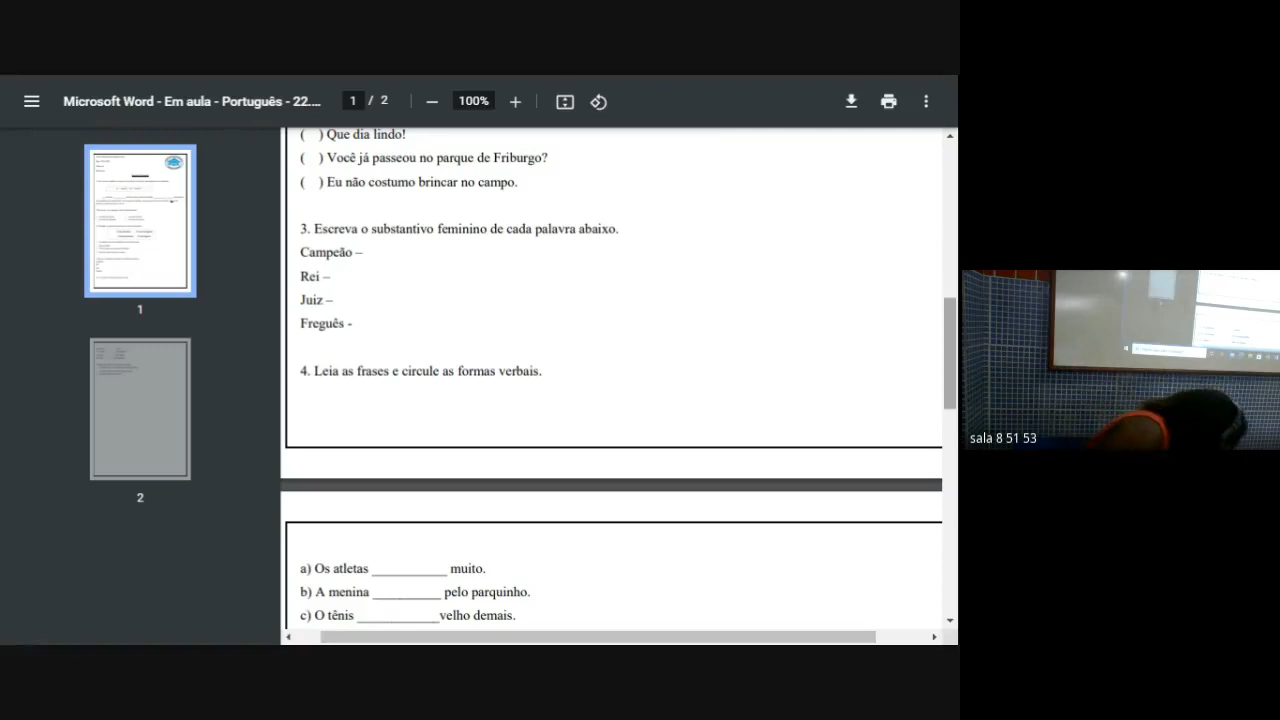 Microsoft Word - Em aula - Português - 22....
1 / 2
100%
( ) Que dia lindo!
( ) Você já passeou no parque de Friburgo?
( ) Eu não costumo brincar no campo.
3. Escreva o substantivo feminino de cada palavra abaixo.
Campeão –
Rei –
Juiz –
Freguês -
4. Leia as frases e circule as formas verbais.
1
2
a) Os atletas ___________ muito.
b) A menina __________ pelo parquinho.
c) O tênis ____________velho demais.
sala 8 51 53